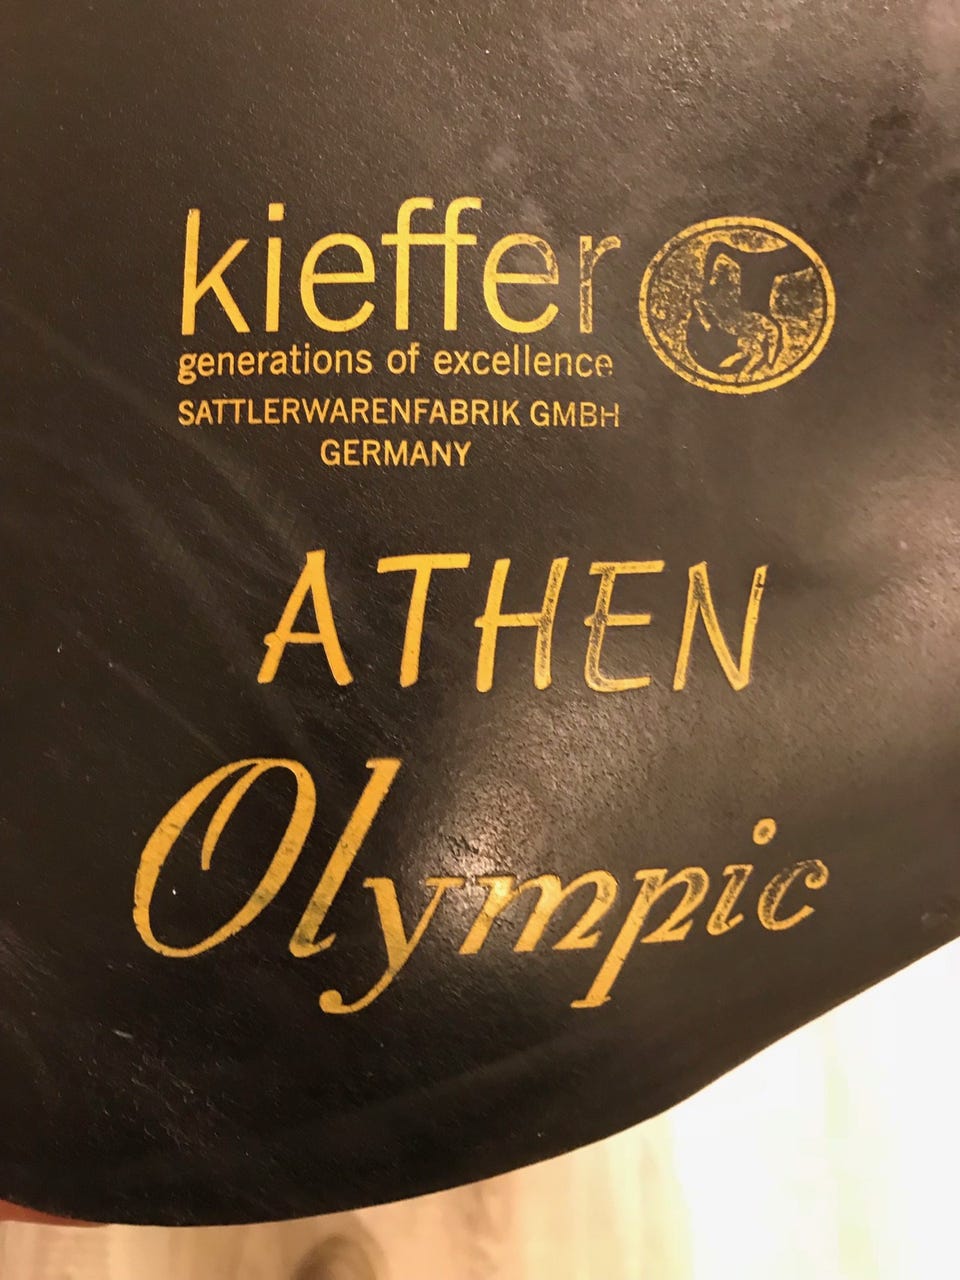 kieffer
generations of excellence
SATTLERWARENFABRIK GMBH
GERMANY
ATHEN
Olympic